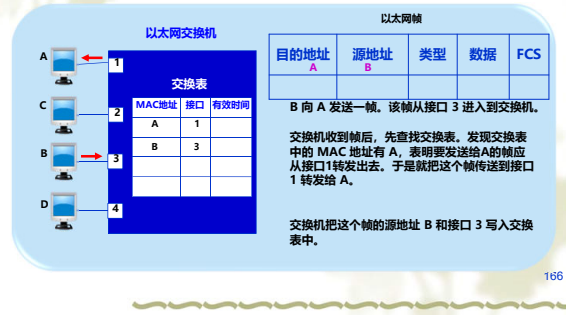 以太网帧
以太网交换机
目的地址 源地址 类型 数据 FCS
A B
A
1
交换表
MAC地址 接口 有效时间
A 1
B 3
C
2
B
3
D
4
B 向 A 发送一帧。该帧从接口 3 进入到交换机。
交换机收到帧后，先查找交换表。发现交换表
中的 MAC 地址有 A，表明要发送给A的帧应
从接口1转发出去。于是就把这个帧传送到接口
1 转发给 A。
交换机把这个帧的源地址 B 和接口 3 写入交换
表中。
166